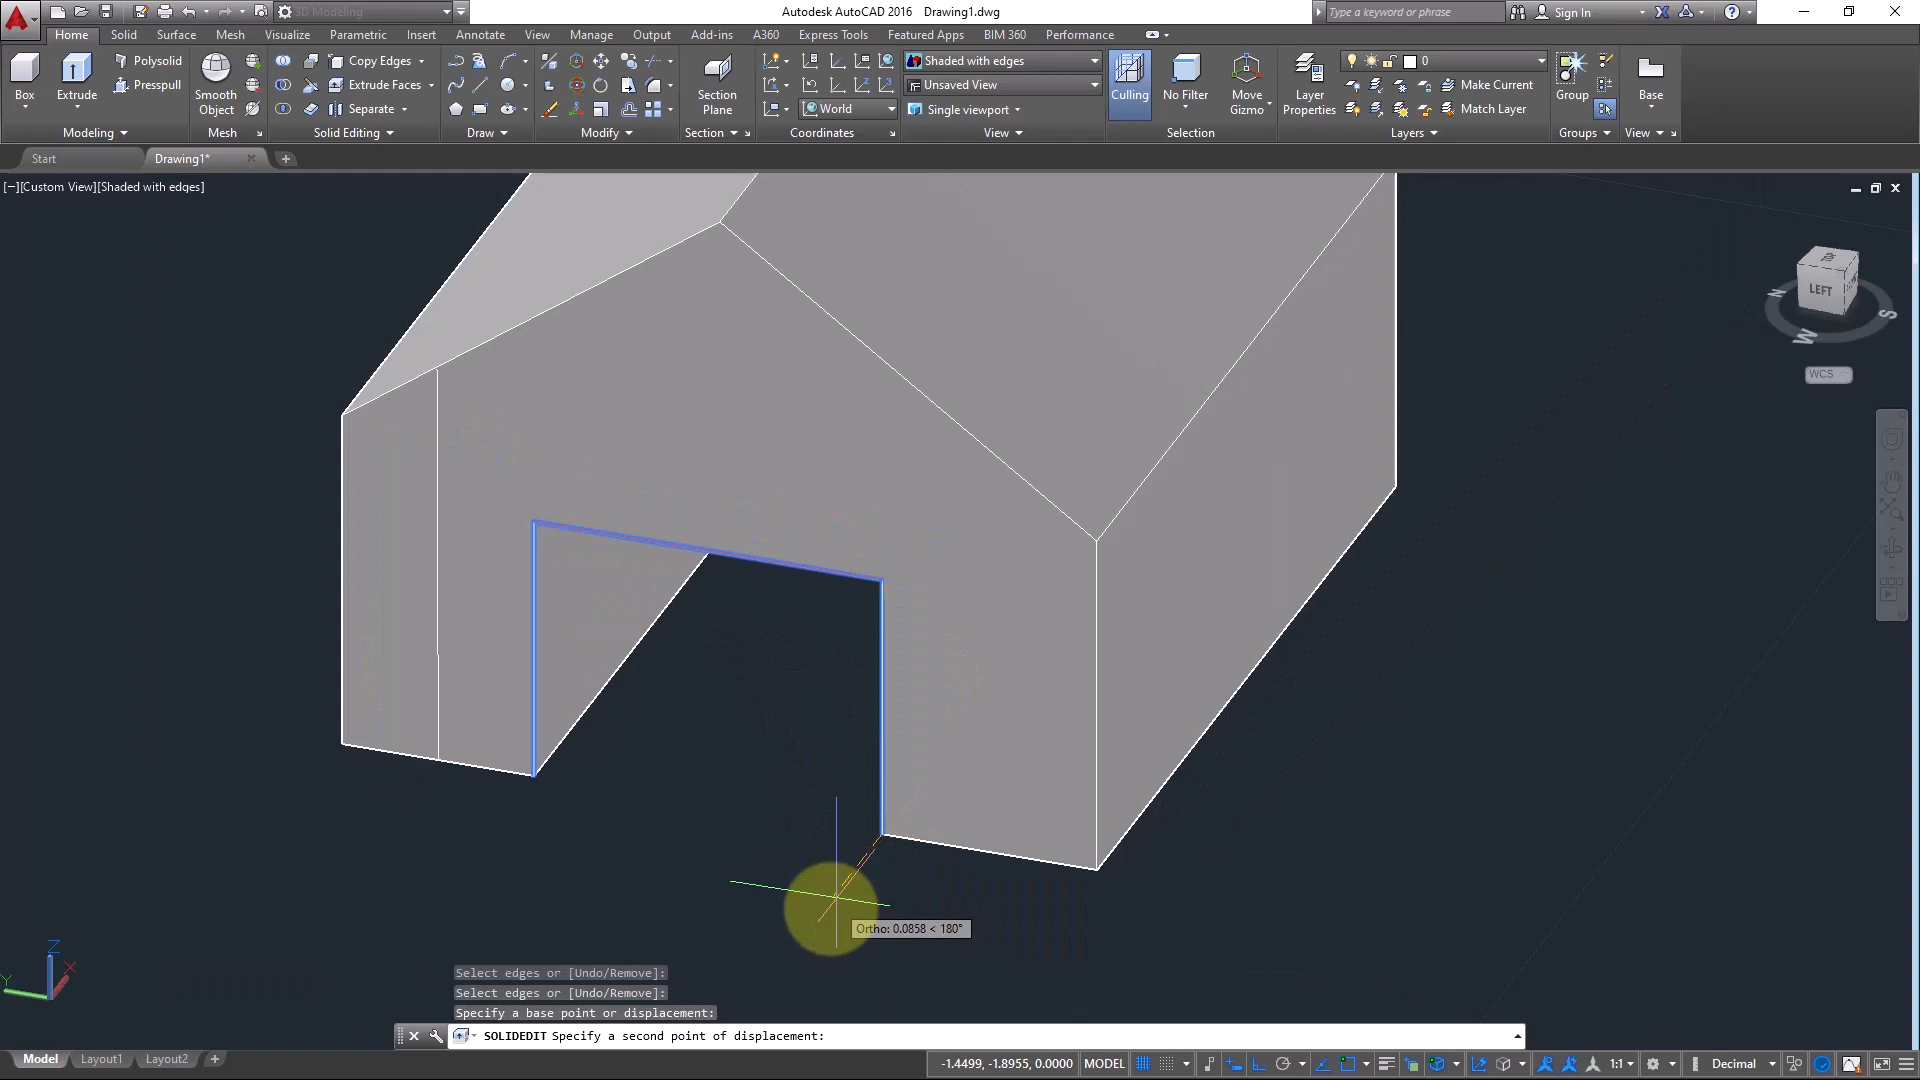 3D Modeling
Autodesk AutoCAD 2016 Drawing1.dwg
Type a keyword or phrase
Sign In
Home Solid Surface Mesh Visualize Parametric Insert Annotate View Manage Output Add-ins A360 Express Tools Featured Apps BIM 360 Performance
Box
Extrude
Polysolid
Presspull
Smooth Object
Copy Edges
Extrude Faces
Separate
Section Plane
World
Shaded with edges
Unsaved View
Single viewport
Culling
No Filter
Move Gizmo
Layer Properties
0
Make Current
Match Layer
Group
Base
Modeling Mesh Solid Editing Draw Modify Section Coordinates View Selection Layers Groups View
Start Drawing1*
[−][Custom View][Shaded with edges]
LEFT
N
S
W
WCS
Ortho: 0.0858 < 180°
Z
X
Y
Select edges or [Undo/Remove]:
Select edges or [Undo/Remove]:
Specify a base point or displacement:
SOLIDEDIT Specify a second point of displacement:
Model Layout1 Layout2
-1.4499, -1.8955, 0.0000 MODEL 1:1 Decimal